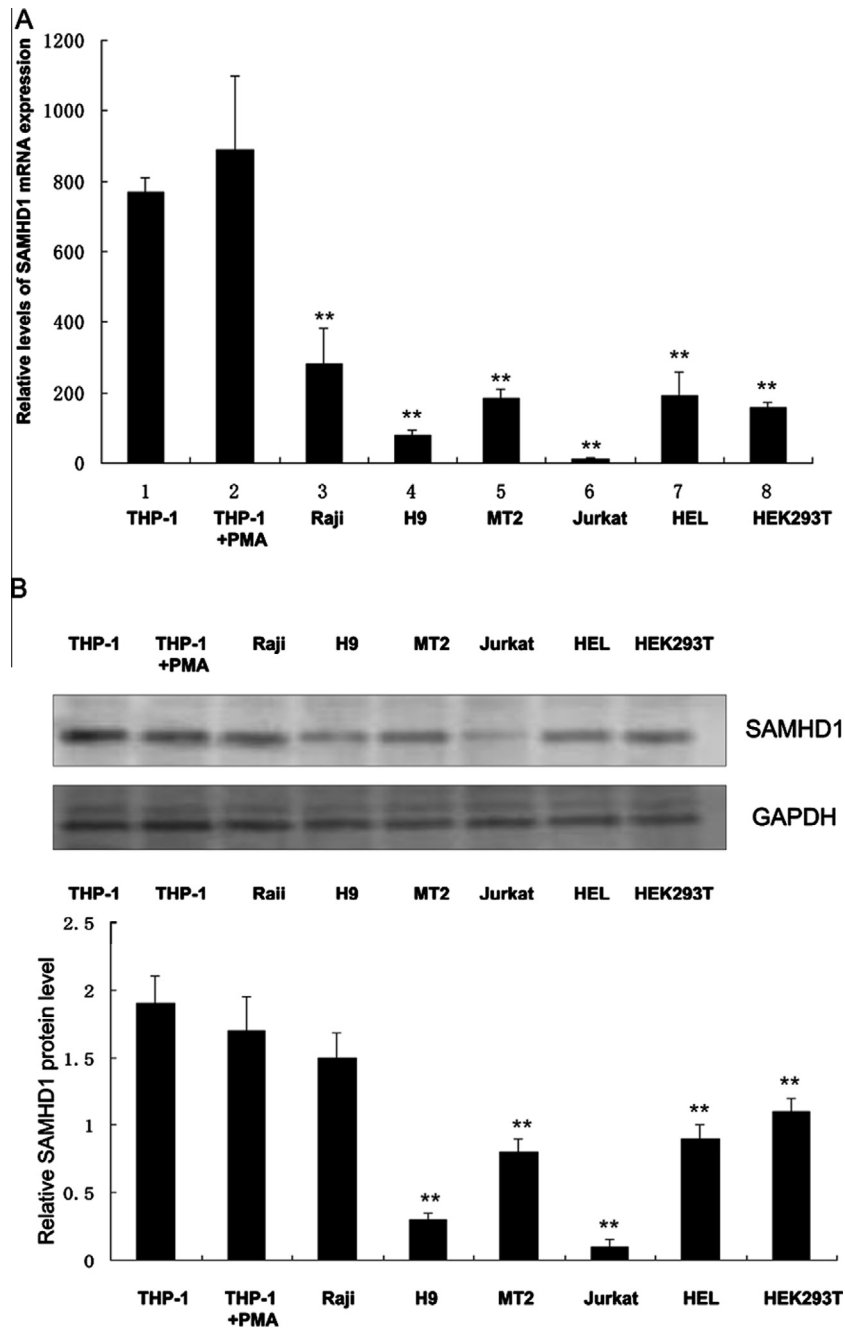 A
Relative levels of SAMHD1 mRNA expression
1200
1000
800
600
400
200
0
** ** ** ** ** **
1 2 3 4 5 6 7 8
THP-1 THP-1 +PMA Raji H9 MT2 Jurkat HEL HEK293T
B
THP-1 THP-1 +PMA Raji H9 MT2 Jurkat HEL HEK293T
SAMHD1
GAPDH
THP-1 THP-1 Raii H9 MT2 Jurkat HEL HEK293T
Relative SAMHD1 protein level
2.5
2
1.5
1
0.5
0
** ** ** ** **
THP-1 THP-1 +PMA Raji H9 MT2 Jurkat HEL HEK293T